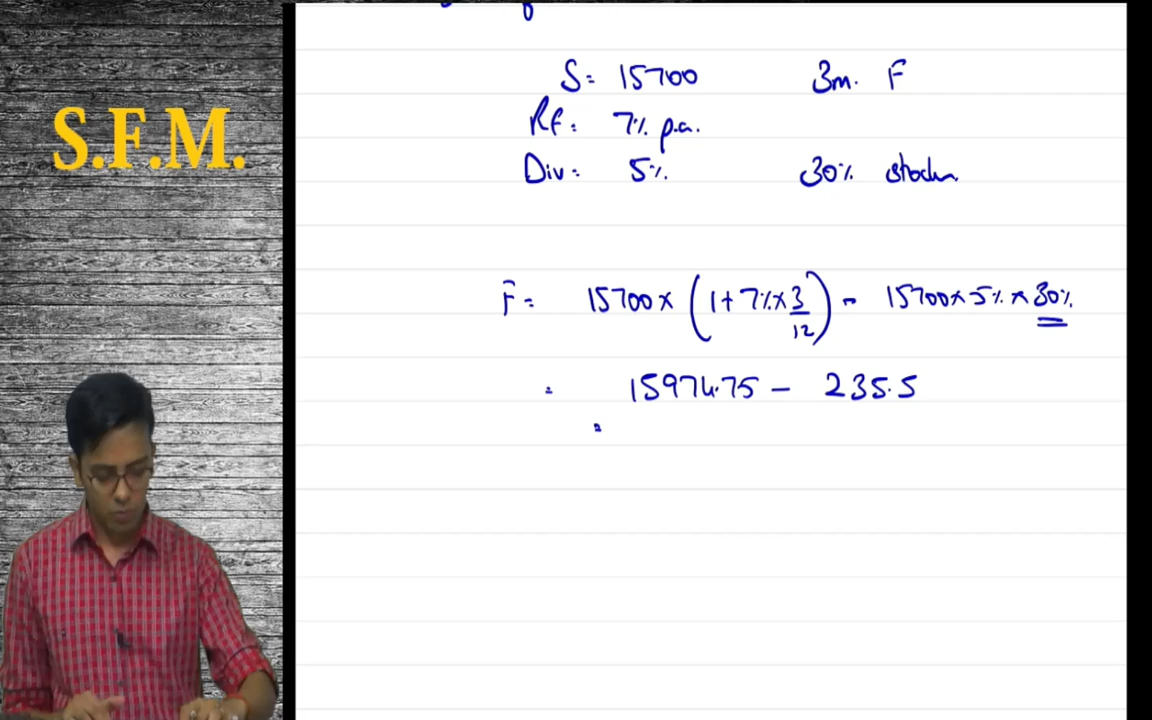 S.F.M.
S= 15700 3m. F
Rf= 7% p.a.
Div= 5% 30%
F= 15700 x (1+7% x 3/12) - 15700 x 5% x 30%
= 15974.75 - 235.5
=